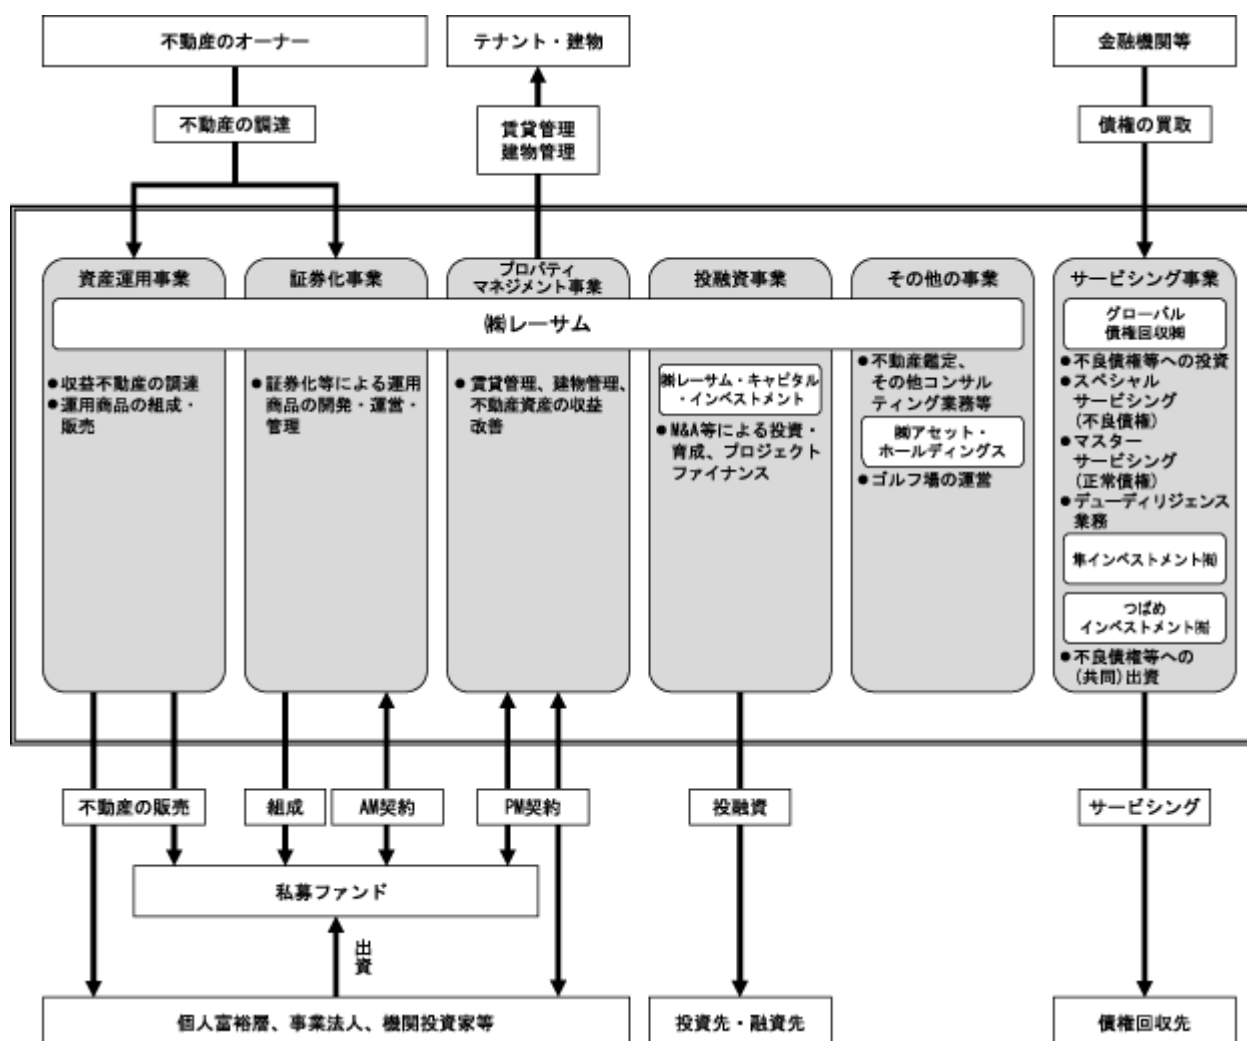 不動産のオーナー
テナント・建物
金融機関等
不動産の調達
賃貸管理
建物管理
債権の買取
資産運用事業
証券化事業
プロパティ
マネジメント事業
投融資事業
その他の事業
サービシング事業
㈱レーサム
●収益不動産の調達
●運用商品の組成・
販売
●証券化等による運用
商品の開発・運営・
管理
●賃貸管理、建物管理、
不動産資産の収益
改善
㈱レーサム・キャピタル
・インベストメント
●M&A等による投資・
育成、プロジェクト
ファイナンス
●不動産鑑定、
その他コンサル
ティング業務等
㈱アセット・
ホールディングス
●ゴルフ場の運営
グローバル
債権回収㈱
●不良債権等への投資
●スペシャル
サービシング
(不良債権)
●マスター
サービシング
(正常債権)
●デューディリジェンス
業務
隼インベストメント㈲
つばめ
インベストメント㈲
●不良債権等への
(共同)出資
不動産の販売
組成
AM契約
PM契約
投融資
サービシング
私募ファンド
出
資
個人富裕層、事業法人、機関投資家等
投資先・融資先
債権回収先